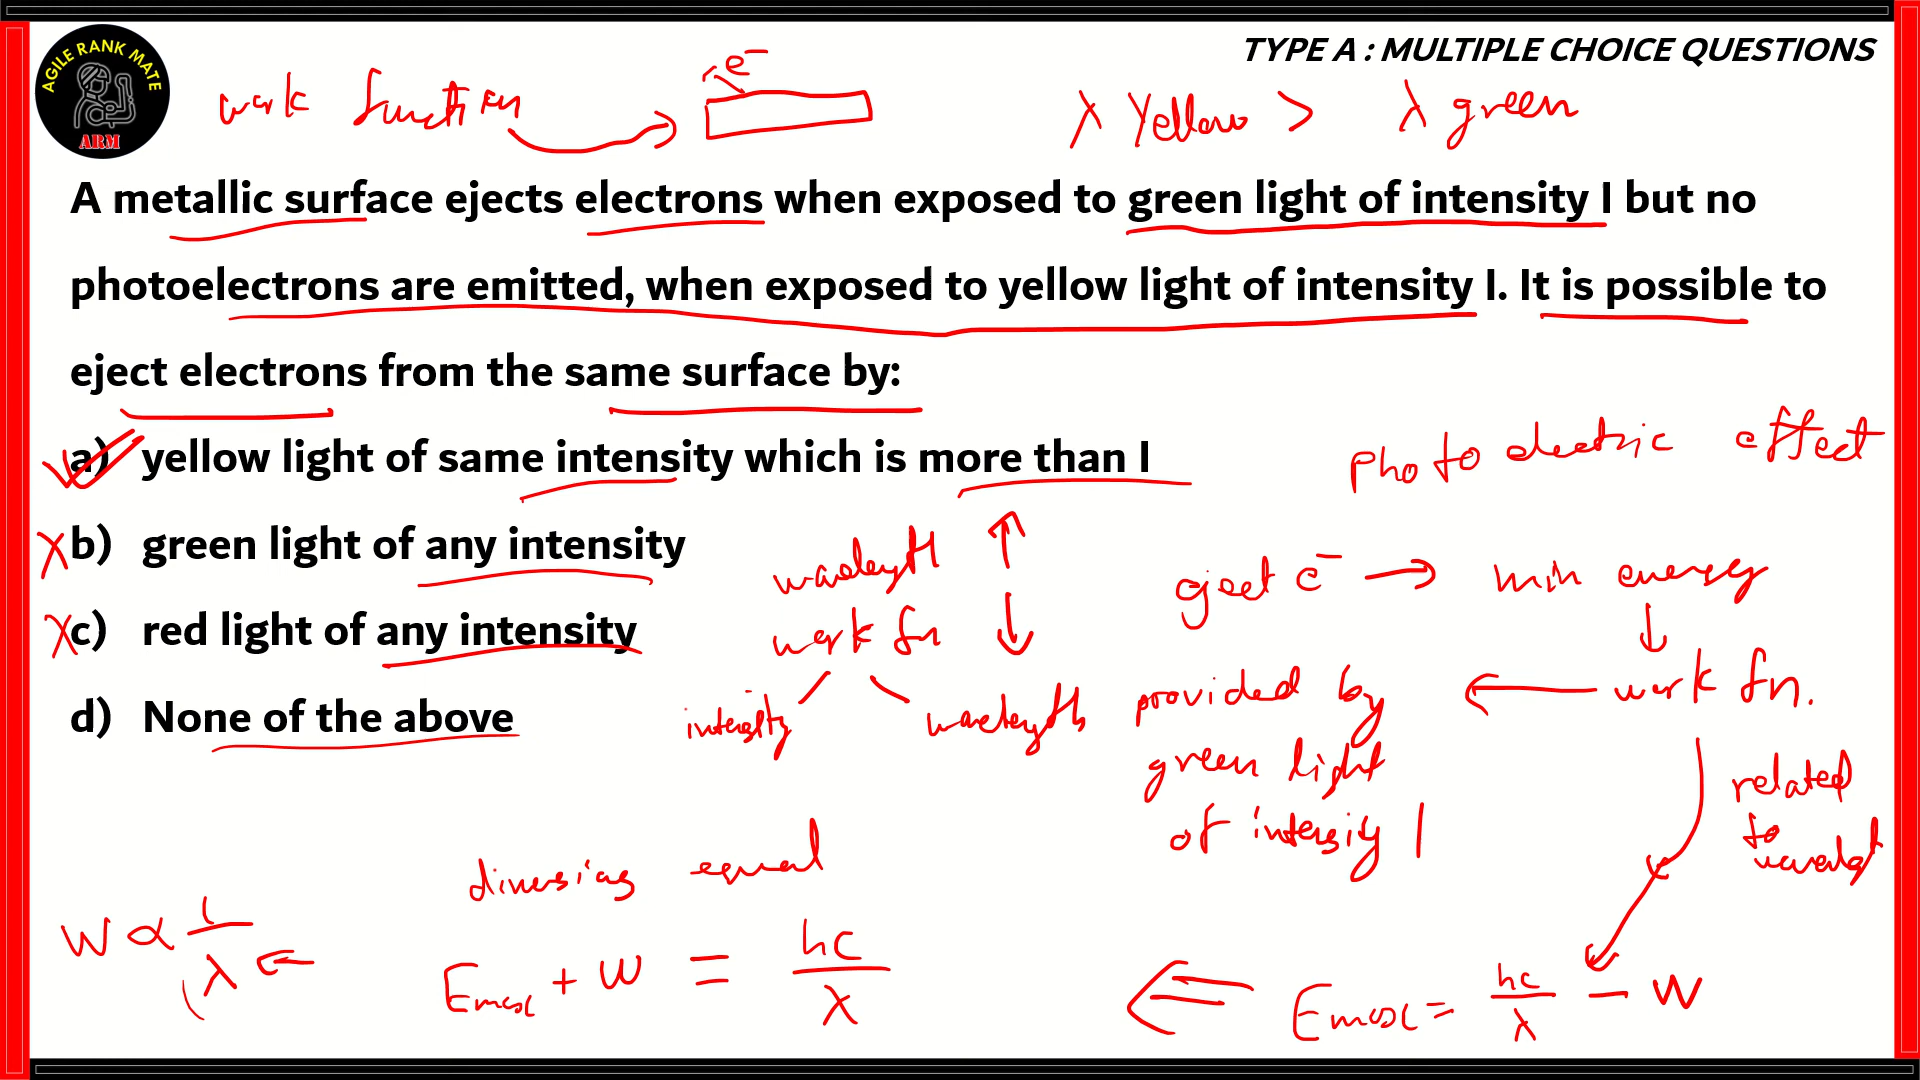 AGILE RANK MATE
ARM
TYPE A : MULTIPLE CHOICE QUESTIONS
work function
e⁻
λ Yellow > λ green
A metallic surface ejects electrons when exposed to green light of intensity I but no
photoelectrons are emitted, when exposed to yellow light of intensity I. It is possible to
eject electrons from the same surface by:
a) yellow light of same intensity which is more than I
b) green light of any intensity
c) red light of any intensity
d) None of the above
Photo electric effect
wavelength ↑
work fn ↓
intensity wavelength
eject e⁻ → min energy
↓
work fn.
←
provided by
green light
of intensity I
related
to
equal
W ∝ 1/λ ←
Emax + W = hc/λ
⇐ Emax = hc/λ − W